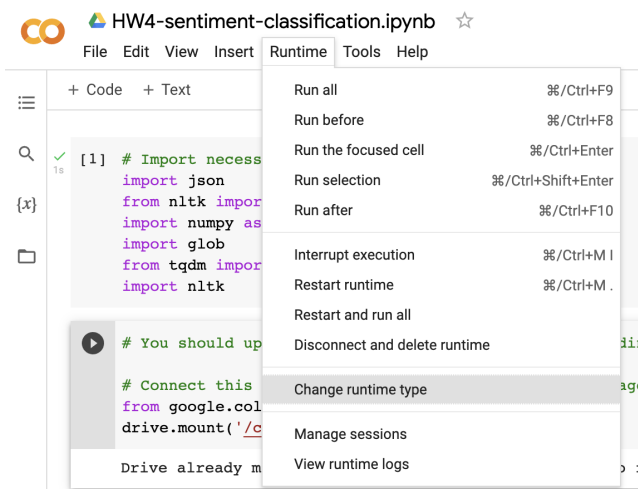 HW4-sentiment-classification.ipynb
File Edit View Insert Runtime Tools Help
+ Code + Text
Run all ⌘/Ctrl+F9
Run before ⌘/Ctrl+F8
Run the focused cell ⌘/Ctrl+Enter
Run selection ⌘/Ctrl+Shift+Enter
Run after ⌘/Ctrl+F10
Interrupt execution ⌘/Ctrl+M I
Restart runtime ⌘/Ctrl+M .
Restart and run all
Disconnect and delete runtime
Change runtime type
Manage sessions
View runtime logs
{x}
1s
[1] # Import necess
import json
from nltk impor
import numpy as
import glob
from tqdm impor
import nltk
# You should up
# Connect this
from google.col
drive.mount('/c
Drive already m